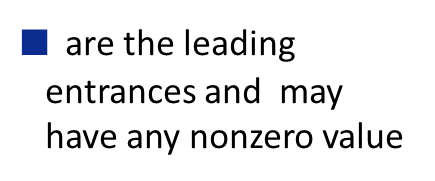 are the leading
entrances and may
have any nonzero value